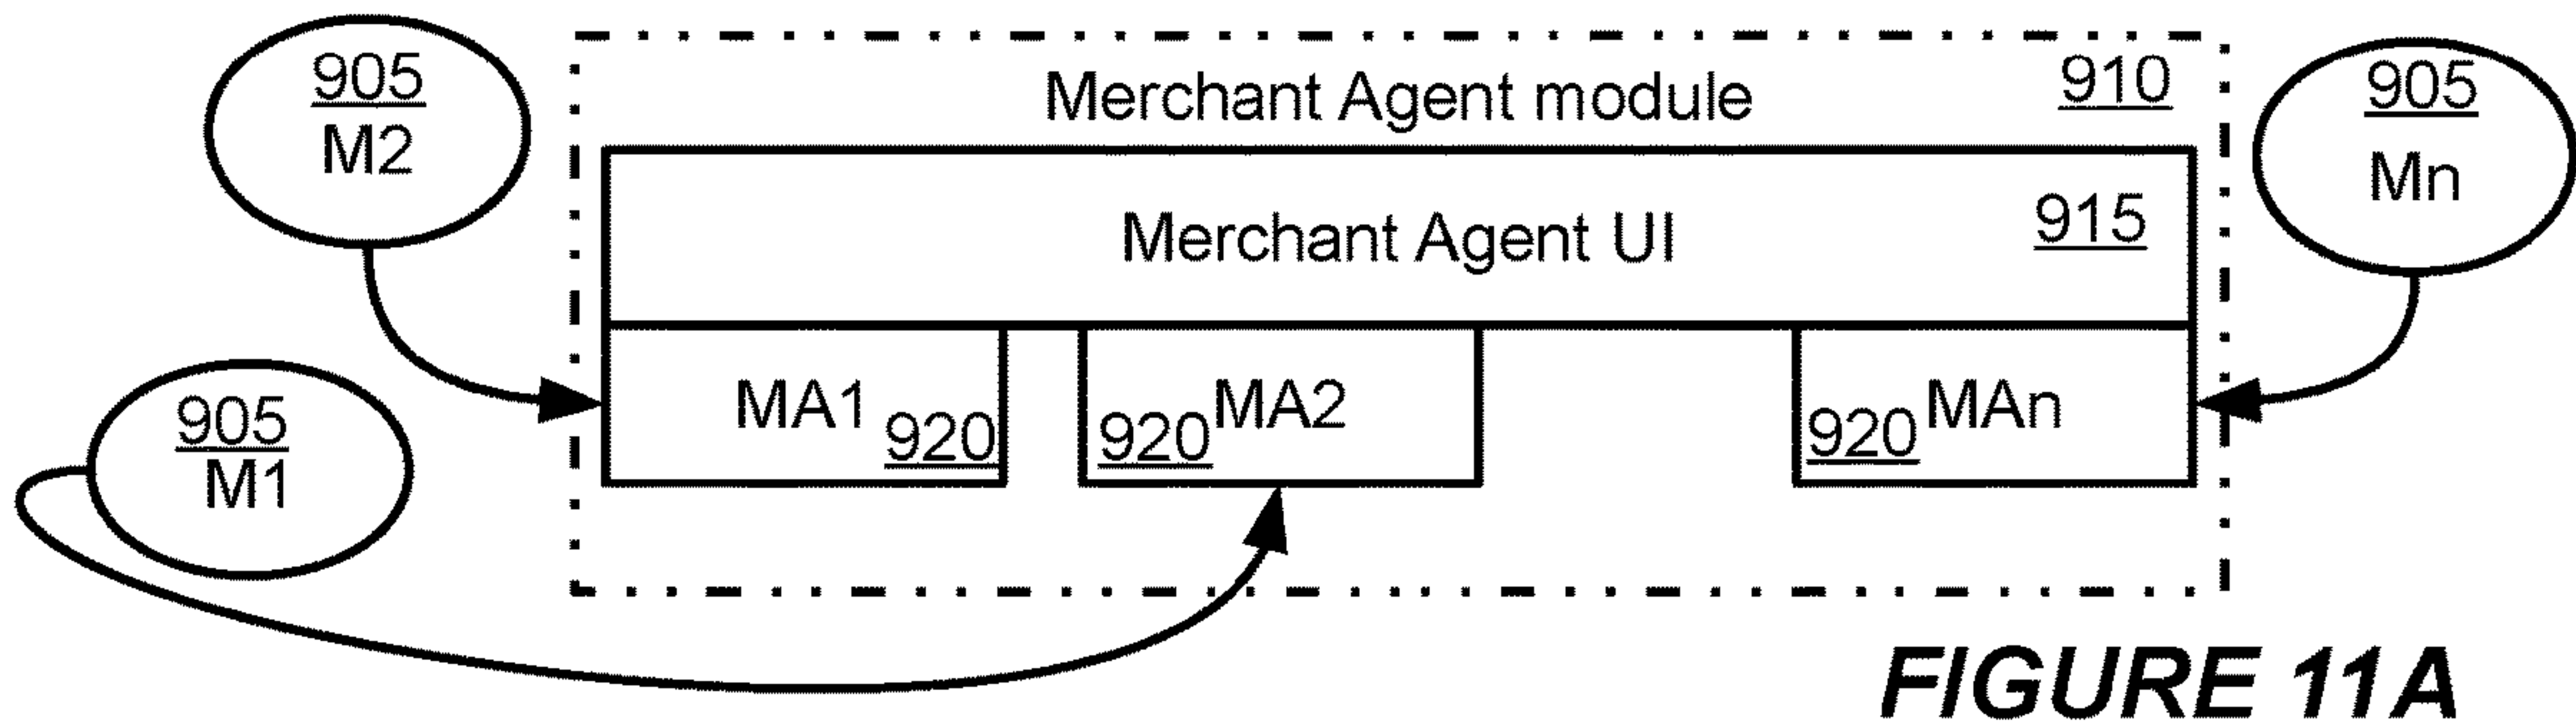 905
M2
Merchant Agent module
910
905
Mn
Merchant Agent UI
915
905
M1
MA1
920
920
MA2
920
MAn
FIGURE 11A